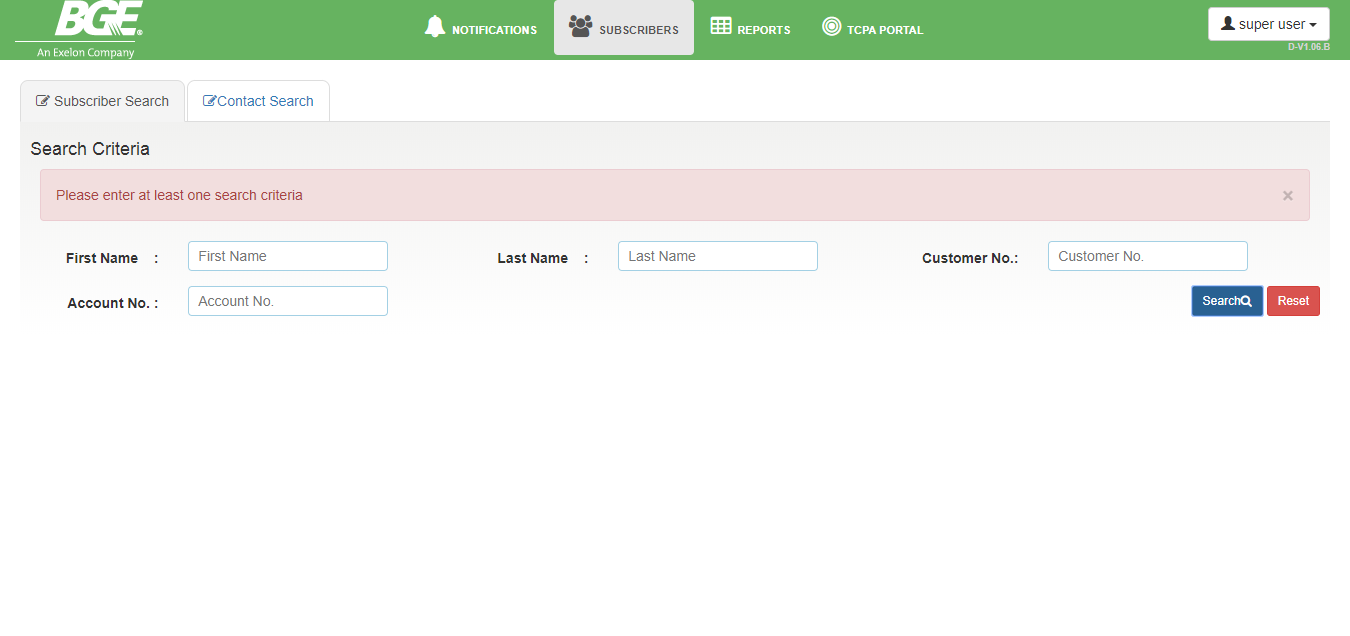 BGE®
An Exelon Company
NOTIFICATIONS
SUBSCRIBERS
REPORTS
TCPA PORTAL
super user
D-V1.06.B
Subscriber Search
Contact Search
Search Criteria
Please enter at least one search criteria
×
First Name : First Name
Last Name : Last Name
Customer No.: Customer No.
Account No. : Account No.
Search
Reset